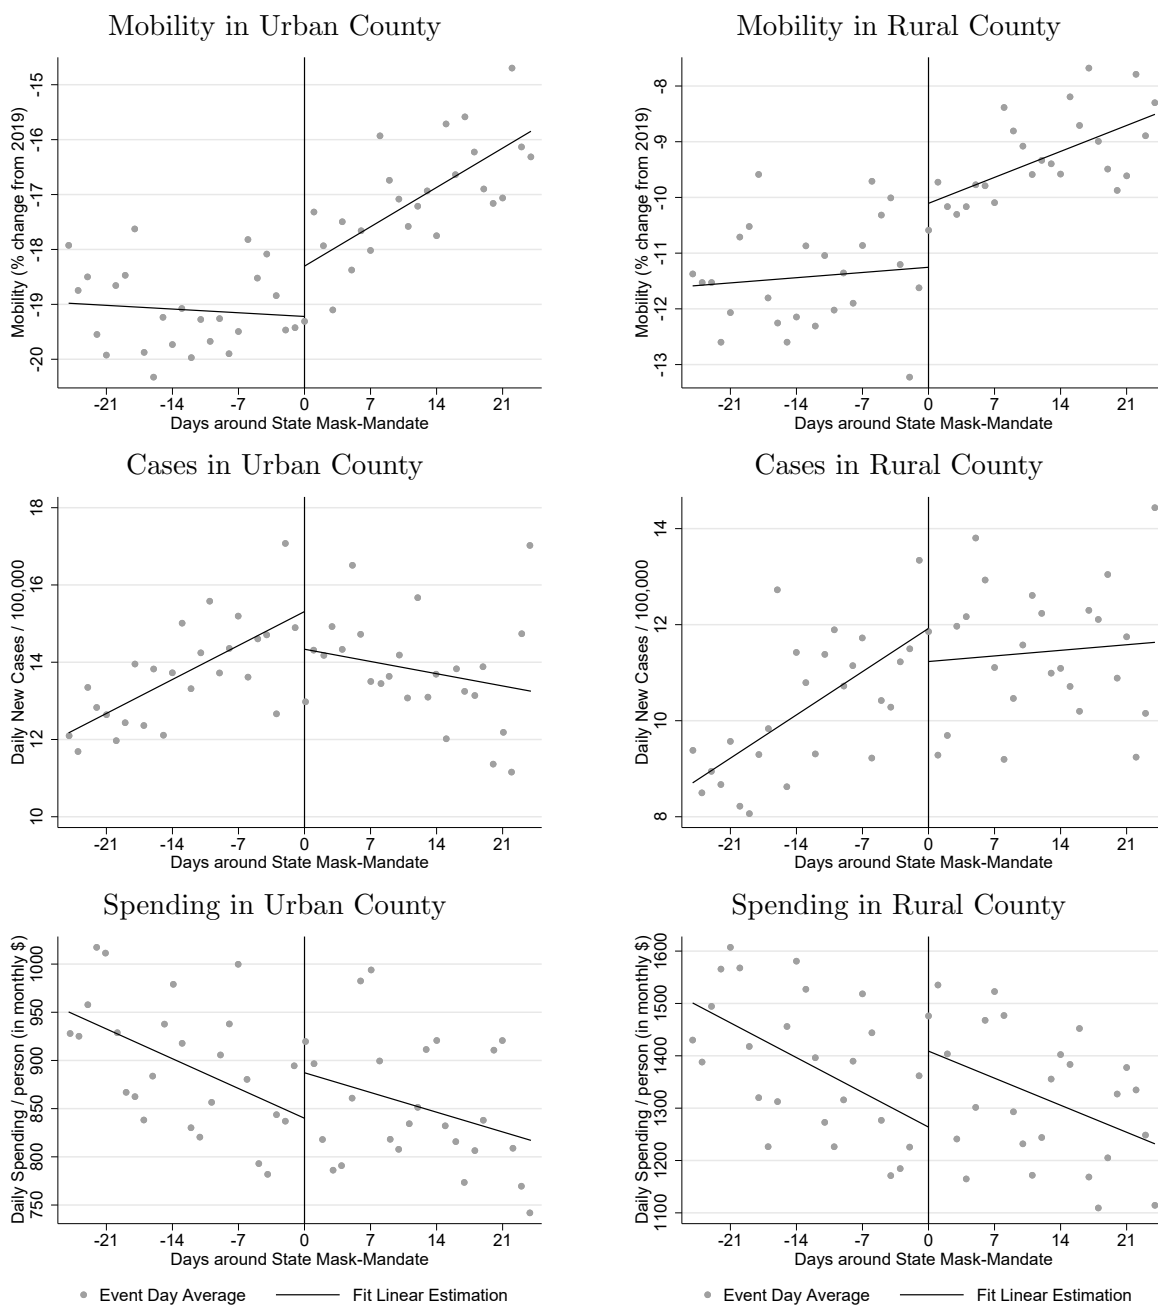 Mobility in Urban County
Mobility (% change from 2019)
-15
-16
-17
-18
-19
-20
-21 -14 -7 0 7 14 21
Days around State Mask-Mandate
Mobility in Rural County
Mobility (% change from 2019)
-8
-9
-10
-11
-12
-13
-21 -14 -7 0 7 14 21
Days around State Mask-Mandate
Cases in Urban County
Daily New Cases / 100,000
18
16
14
12
10
-21 -14 -7 0 7 14 21
Days around State Mask-Mandate
Cases in Rural County
Daily New Cases / 100,000
14
12
10
8
-21 -14 -7 0 7 14 21
Days around State Mask-Mandate
Spending in Urban County
Daily Spending / person (in monthly $)
1000
950
900
850
800
750
-21 -14 -7 0 7 14 21
Days around State Mask-Mandate
Spending in Rural County
Daily Spending / person (in monthly $)
1600
1500
1400
1300
1200
1100
-21 -14 -7 0 7 14 21
Days around State Mask-Mandate
Event Day Average Fit Linear Estimation
Event Day Average Fit Linear Estimation